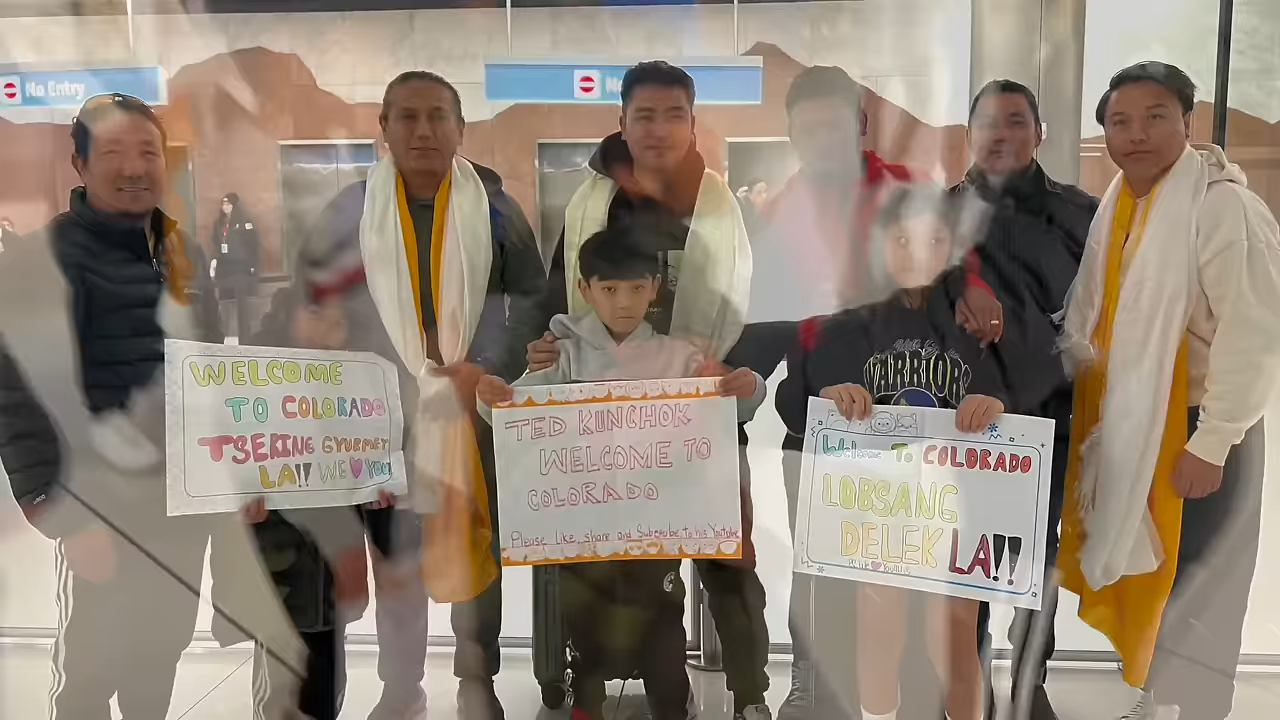 No Entry
No
WELCOME
TO COLORADO
TSERING GYURMEY
LA!! WE♥YOU
TED KUNCHOK
WELCOME TO
COLORADO
Please Like, share and Subscribe to his Youtube
WARRIORS
Welcome To COLORADO
LOBSANG
DELEK LA!!